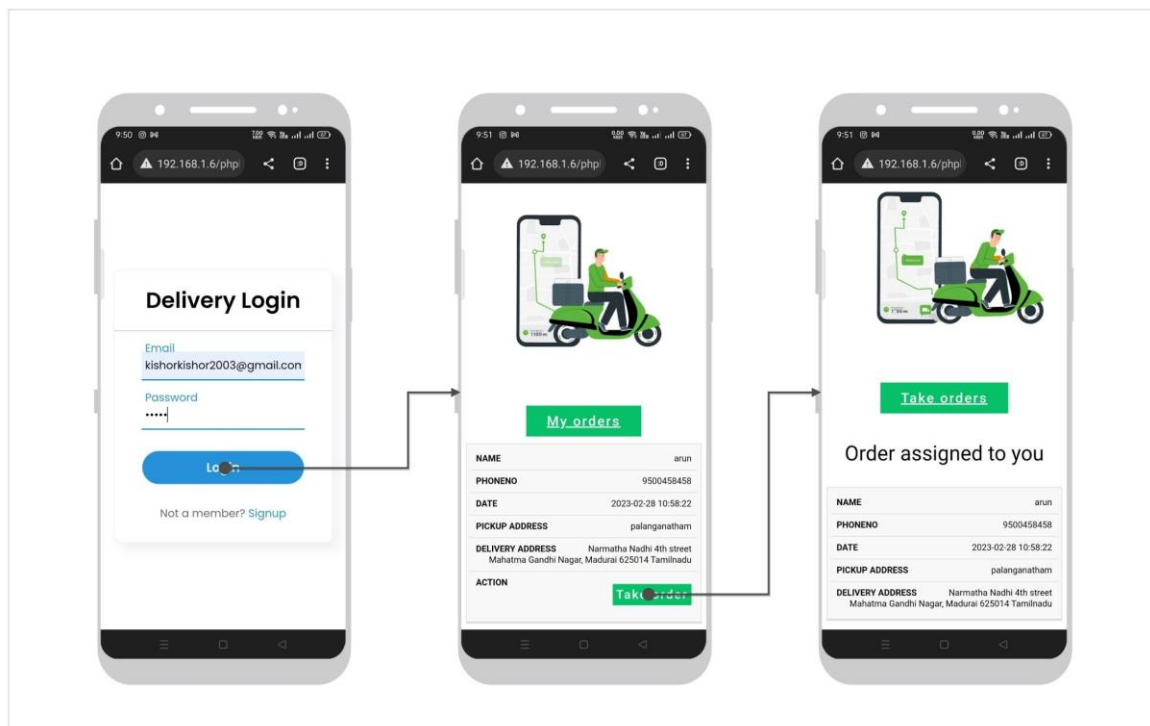 9:50
192.168.1.6/phpl
Delivery Login
Email
kishorkishor2003@gmail.con
Password
Login
Not a member? Signup
9:51
192.168.1.6/phpl
My orders
NAME arun
PHONENO 9500458458
DATE 2023-02-28 10:58:22
PICKUP ADDRESS palanganatham
DELIVERY ADDRESS Narmatha Nadhi 4th street
Mahatma Gandhi Nagar, Madurai 625014 Tamilnadu
ACTION
Take order
9:51
192.168.1.6/phpl
Take orders
Order assigned to you
NAME arun
PHONENO 9500458458
DATE 2023-02-28 10:58:22
PICKUP ADDRESS palanganatham
DELIVERY ADDRESS Narmatha Nadhi 4th street
Mahatma Gandhi Nagar, Madurai 625014 Tamilnadu